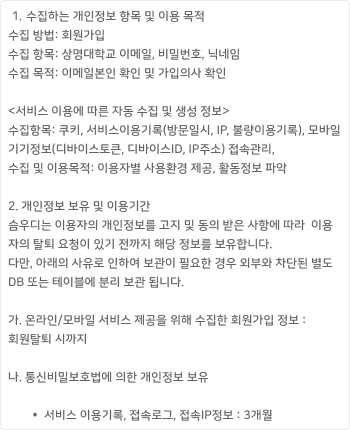 1. 수집하는 개인정보 항목 및 이용 목적
수집 방법: 회원가입
수집 항목: 상명대학교 이메일, 비밀번호, 닉네임
수집 목적: 이메일본인 확인 및 가입의사 확인
<서비스 이용에 따른 자동 수집 및 생성 정보>
수집항목: 쿠키, 서비스이용기록(방문일시, IP, 불량이용기록), 모바일
기기정보(디바이스토큰, 디바이스ID, IP주소) 접속관리,
수집 및 이용목적: 이용자별 사용환경 제공, 활동정보 파악
2. 개인정보 보유 및 이용기간
슴우디는 이용자의 개인정보를 고지 및 동의 받은 사항에 따라 이용
자의 탈퇴 요청이 있기 전까지 해당 정보를 보유합니다.
다만, 아래의 사유로 인하여 보관이 필요한 경우 외부와 차단된 별도
DB 또는 테이블에 분리 보관 됩니다.
가. 온라인/모바일 서비스 제공을 위해 수집한 회원가입 정보 :
회원탈퇴 시까지
나. 통신비밀보호법에 의한 개인정보 보유
• 서비스 이용기록, 접속로그, 접속IP정보 : 3개월